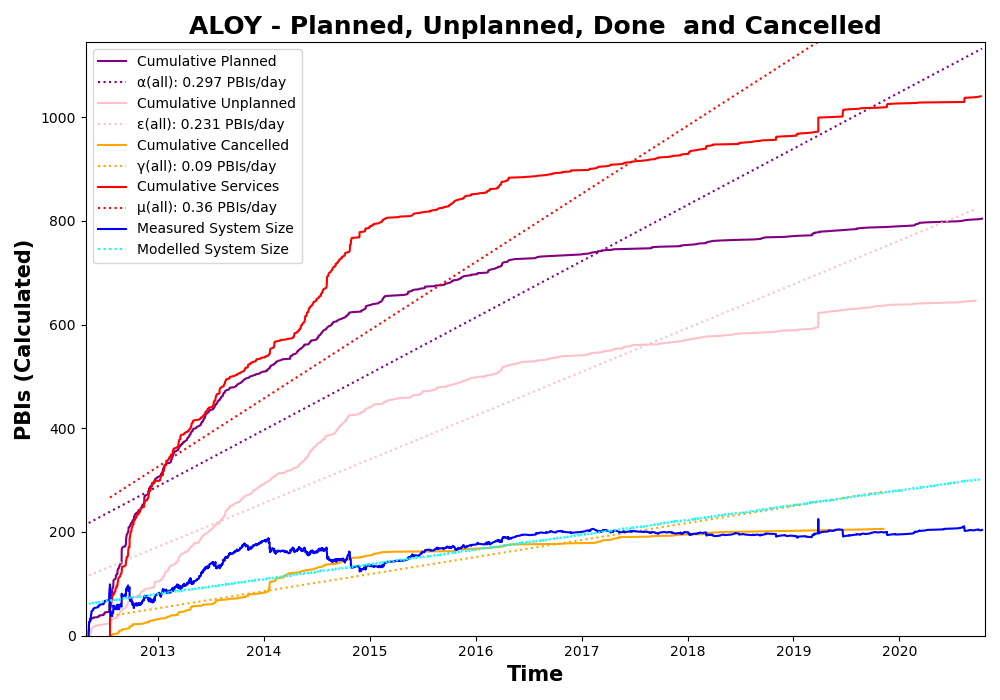 ALOY - Planned, Unplanned, Done  and Cancelled
Cumulative Planned
α(all): 0.297 PBIs/day
Cumulative Unplanned
ε(all): 0.231 PBIs/day
Cumulative Cancelled
γ(all): 0.09 PBIs/day
Cumulative Services
μ(all): 0.36 PBIs/day
Measured System Size
Modelled System Size
PBIs (Calculated)
1000
800
600
400
200
0
2013 2014 2015 2016 2017 2018 2019 2020
Time